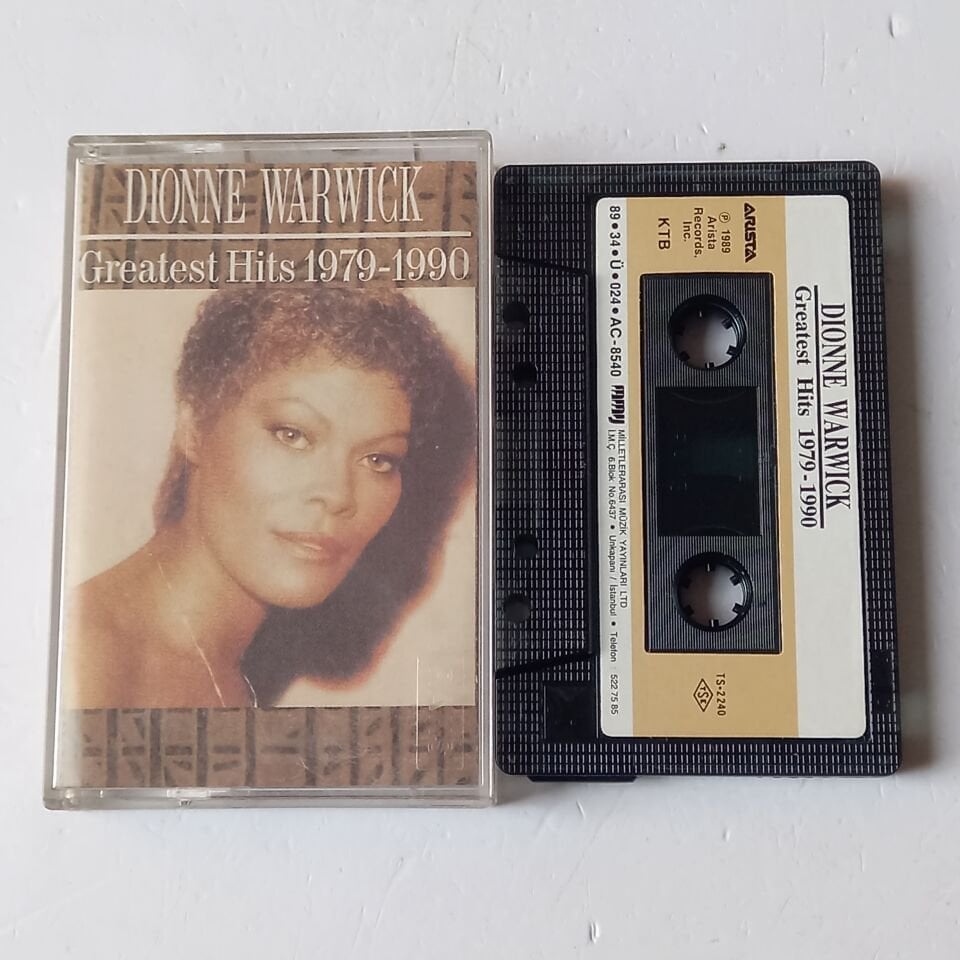 DIONNE WARWICK
Greatest Hits 1979-1990
DIONNE WARWICK
Greatest Hits 1979-1990
ARISTA
℗ 1989
Arista
Records.
Inc.
KTB
89•34•Ü•024•AC-8540
MİLLETLERARASI MÜZİK YAYINLARI LTD
İ.M.Ç. 6.Blok No.6437 • Unkapanı / İstanbul • Telefon : 522 75 85
TS•2240
TSE